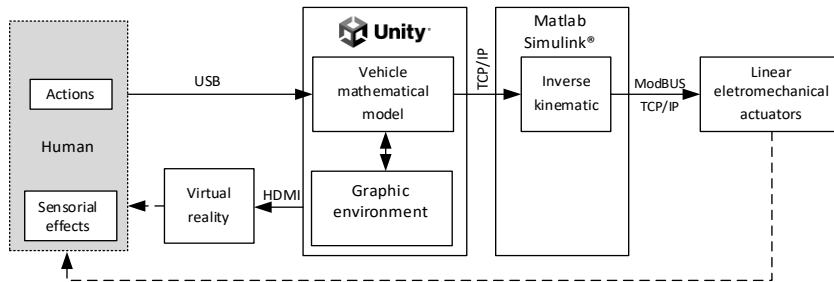 Unity
Matlab
Simulink®
Actions
USB
Vehicle
mathematical
model
TCP/IP
Inverse
kinematic
ModBUS
TCP/IP
Linear
eletromechanical
actuators
Human
Sensorial
effects
Virtual
reality
HDMI
Graphic
environment